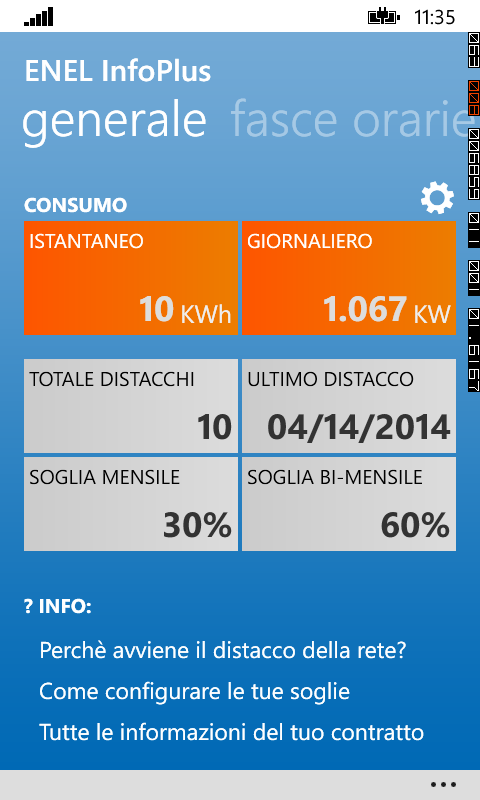 11:35
ENEL InfoPlus
generale fasce orarie
CONSUMO
ISTANTANEO
10 KWh
GIORNALIERO
1.067 KW
TOTALE DISTACCHI
10
ULTIMO DISTACCO
04/14/2014
SOGLIA MENSILE
30%
SOGLIA BI-MENSILE
60%
? INFO:
Perchè avviene il distacco della rete?
Come configurare le tue soglie
Tutte le informazioni del tuo contratto